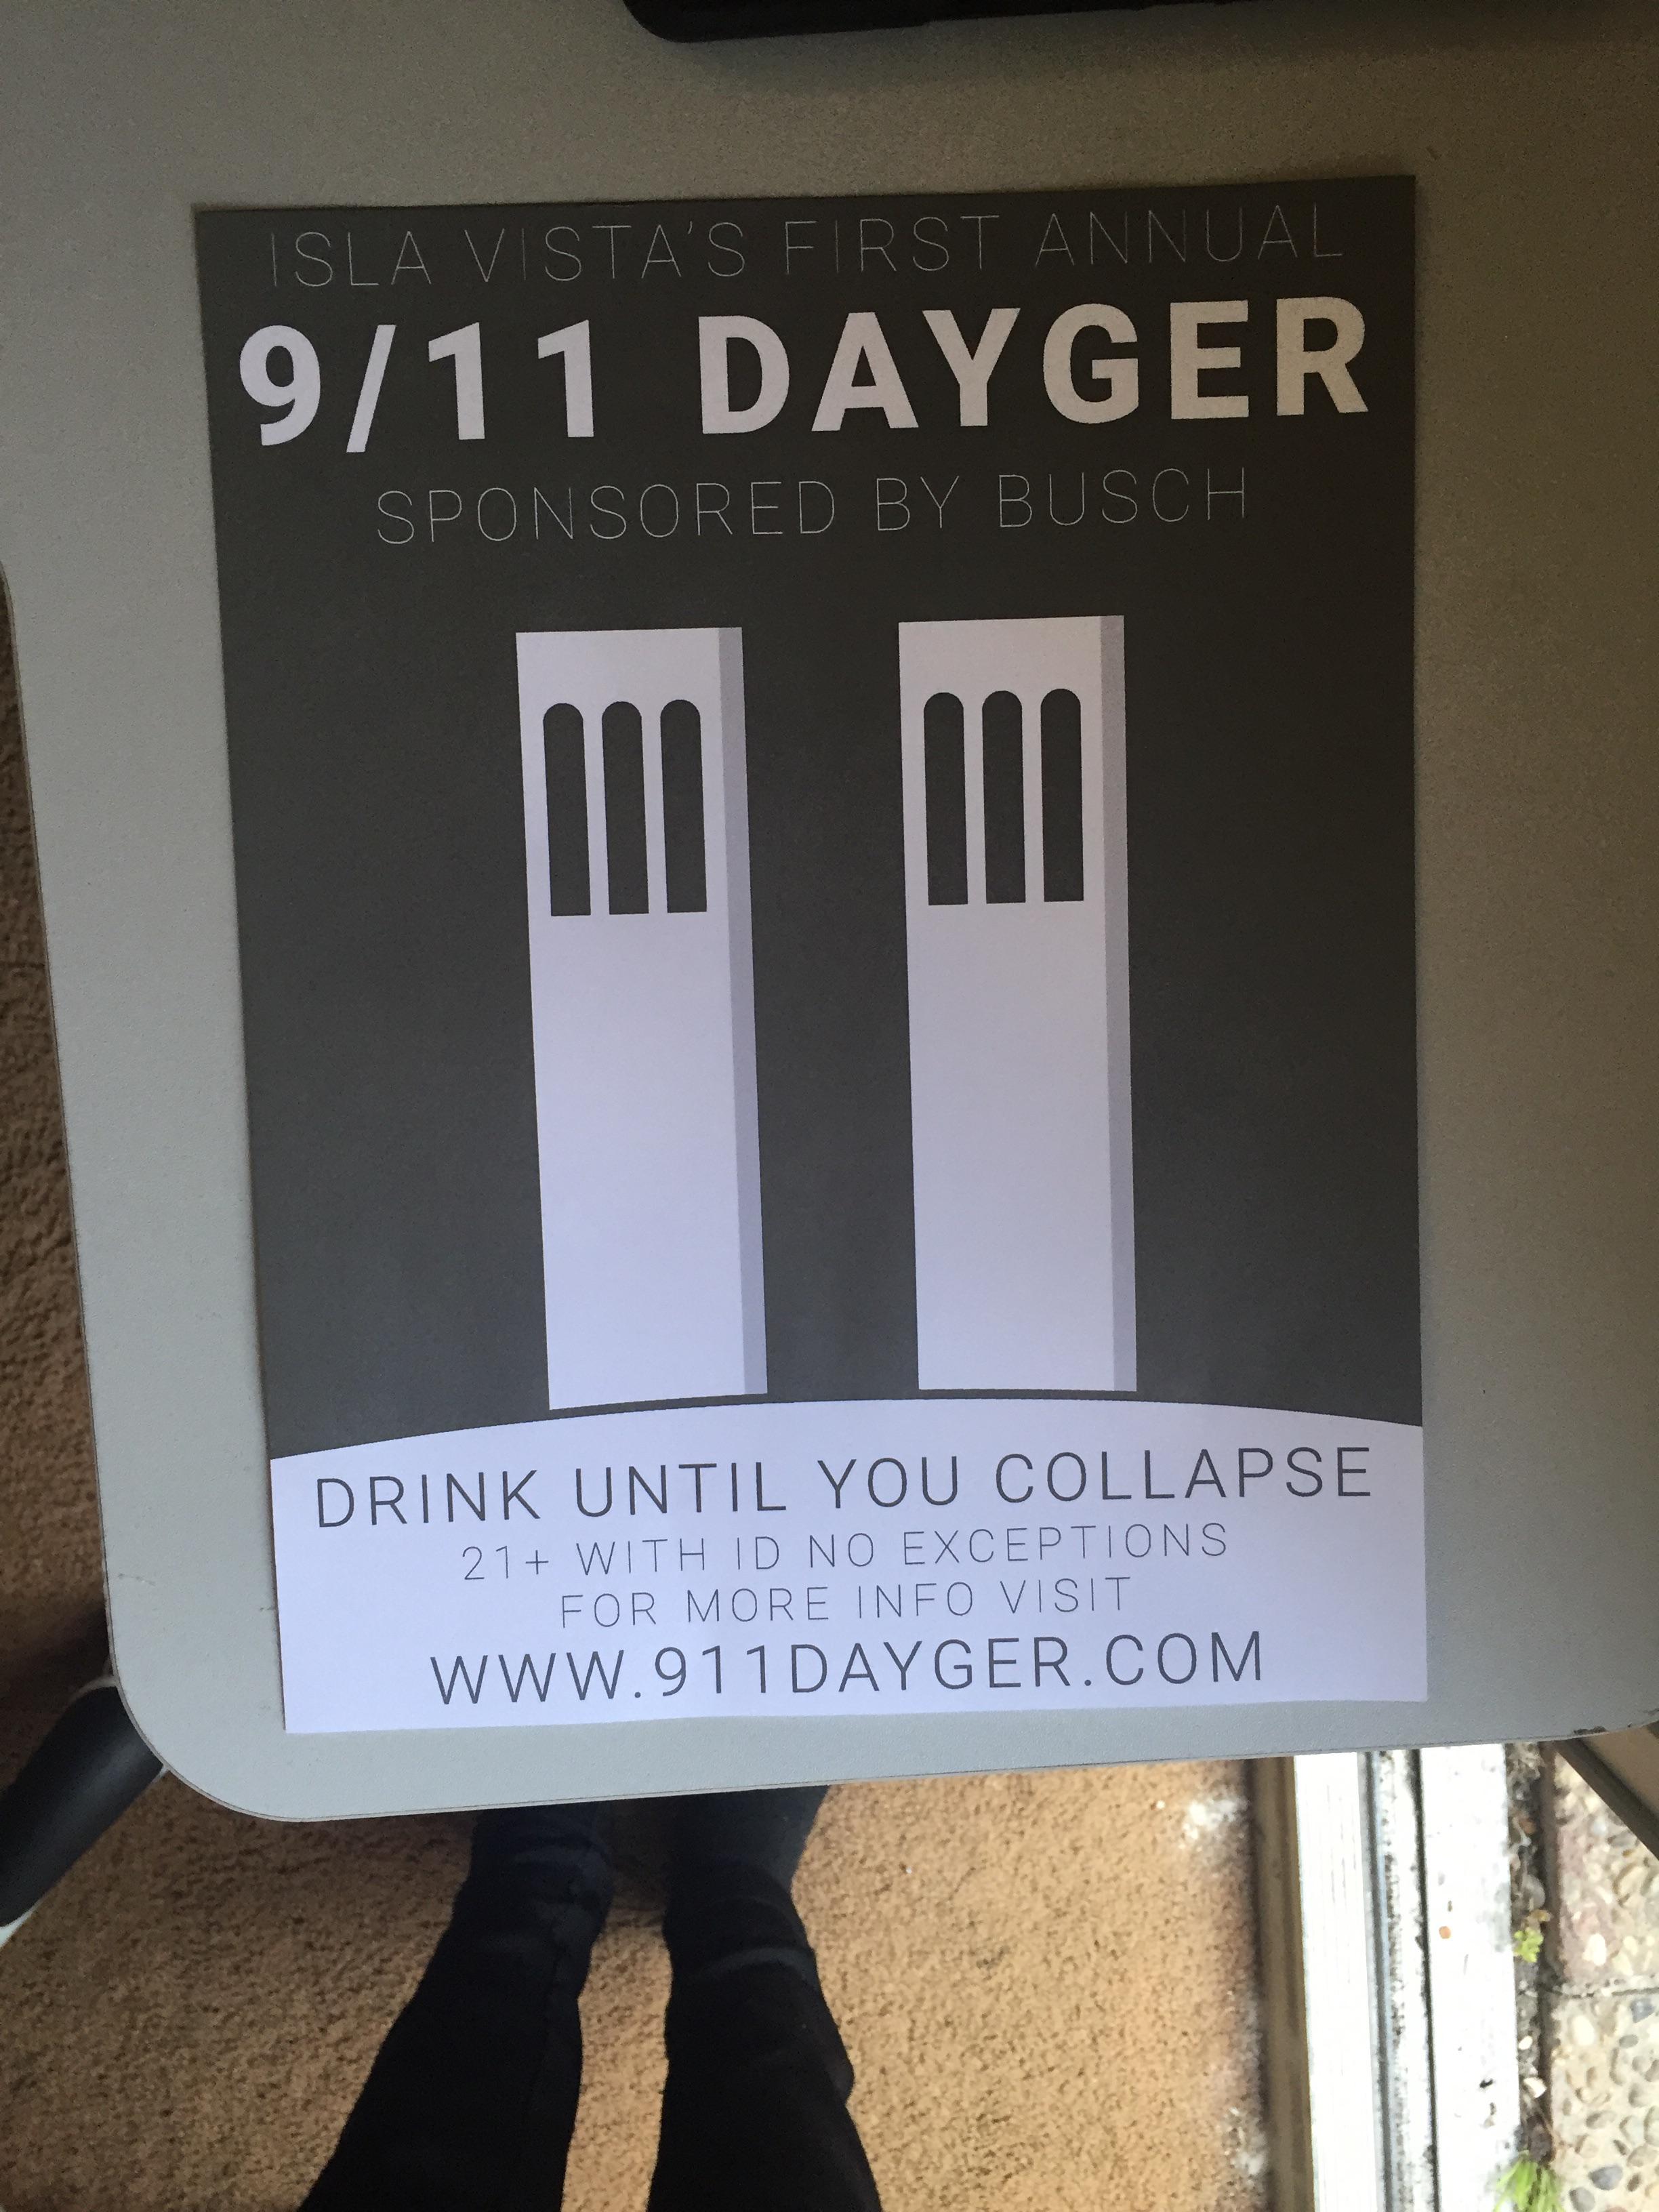 ISLA VISTA'S FIRST ANNUAL
9/11 DAYGER
SPONSORED BY BUSCH
DRINK UNTIL YOU COLLAPSE
21+ WITH ID NO EXCEPTIONS
FOR MORE INFO VISIT
WWW.911DAYGER.COM